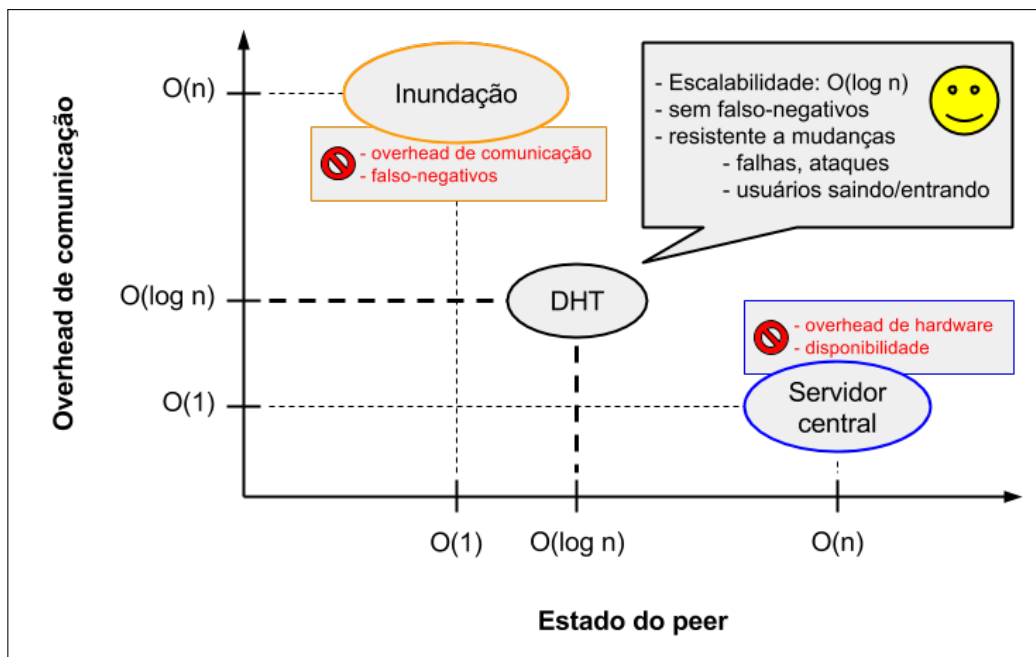 Overhead de comunicação
O(n)
Inundação
- overhead de comunicação
- falso-negativos
- Escalabilidade: O(log n)
- sem falso-negativos
- resistente a mudanças
- falhas, ataques
- usuários saindo/entrando
O(log n)
DHT
- overhead de hardware
- disponibilidade
O(1)
Servidor
central
O(1)
O(log n)
O(n)
Estado do peer